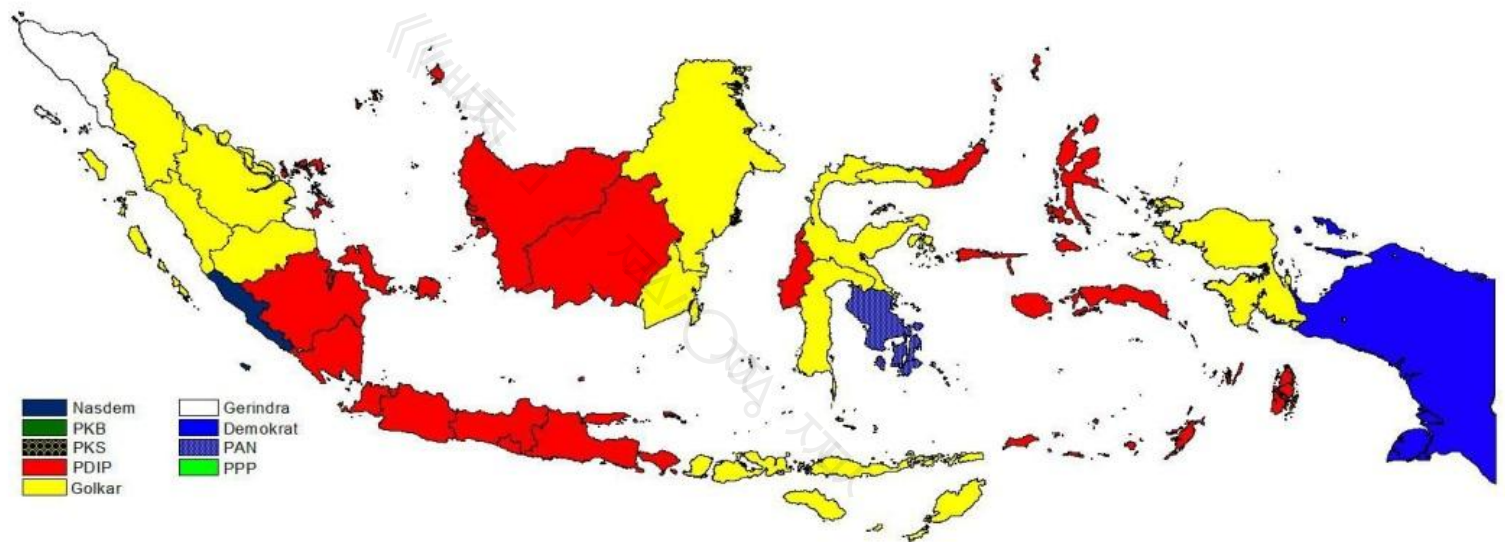 Nasdem
PKB
PKS
PDIP
Golkar
Gerindra
Demokrat
PAN
PPP